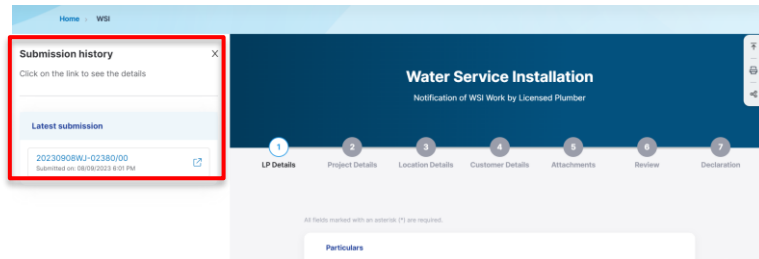 Home > WSI
Submission history X
Click on the link to see the details
Latest submission
20230908WJ-02380/00
Submitted on: 08/09/2023 6:01 PM
Water Service Installation
Notification of WSI Work by Licensed Plumber
1 2 3 4 5 6 7
LP Details Project Details Location Details Customer Details Attachments Review Declaration
All fields marked with an asterisk (*) are required.
Particulars